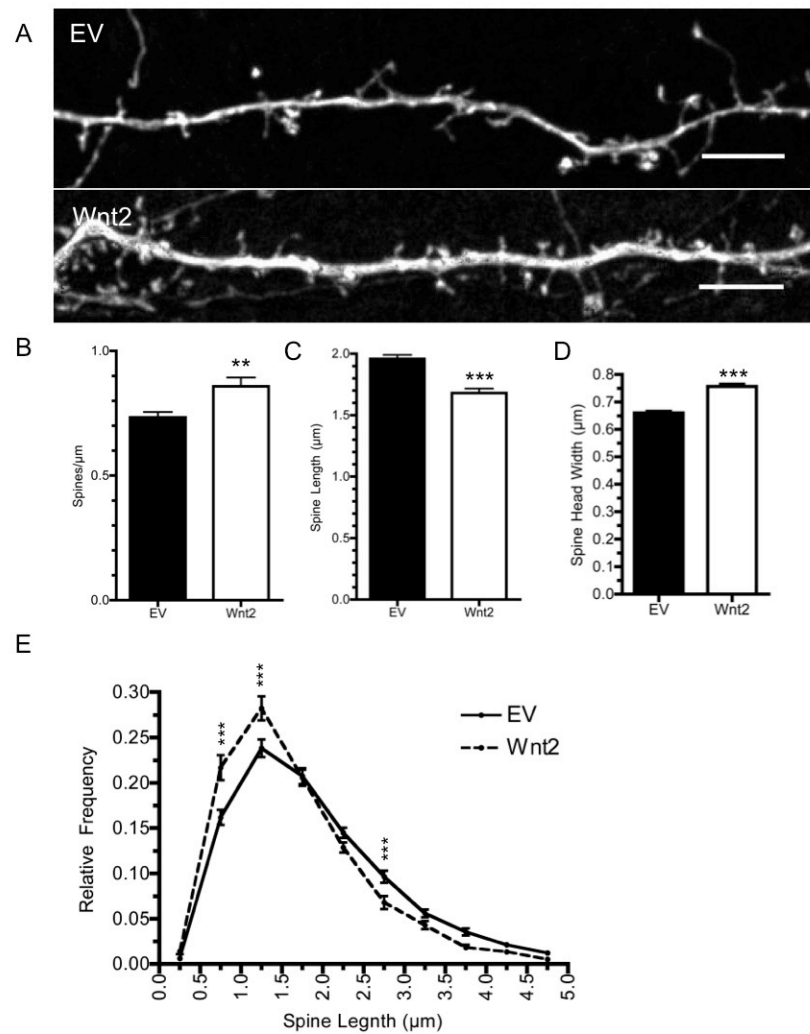 A
EV
Wnt2
B
Spines/µm
1.0
0.5
0.0
**
EV Wnt2
C
Spine Length (µm)
2.0
1.5
1.0
0.5
0.0
***
EV Wnt2
D
Spine Head Width (µm)
0.8
0.7
0.6
0.5
0.4
0.3
0.2
0.1
0.0
***
EV Wnt2
E
Relative Frequency
0.30
0.25
0.20
0.15
0.10
0.05
0.00
***
***
***
EV
Wnt2
0.0 0.5 1.0 1.5 2.0 2.5 3.0 3.5 4.0 4.5 5.0
Spine Legnth (µm)